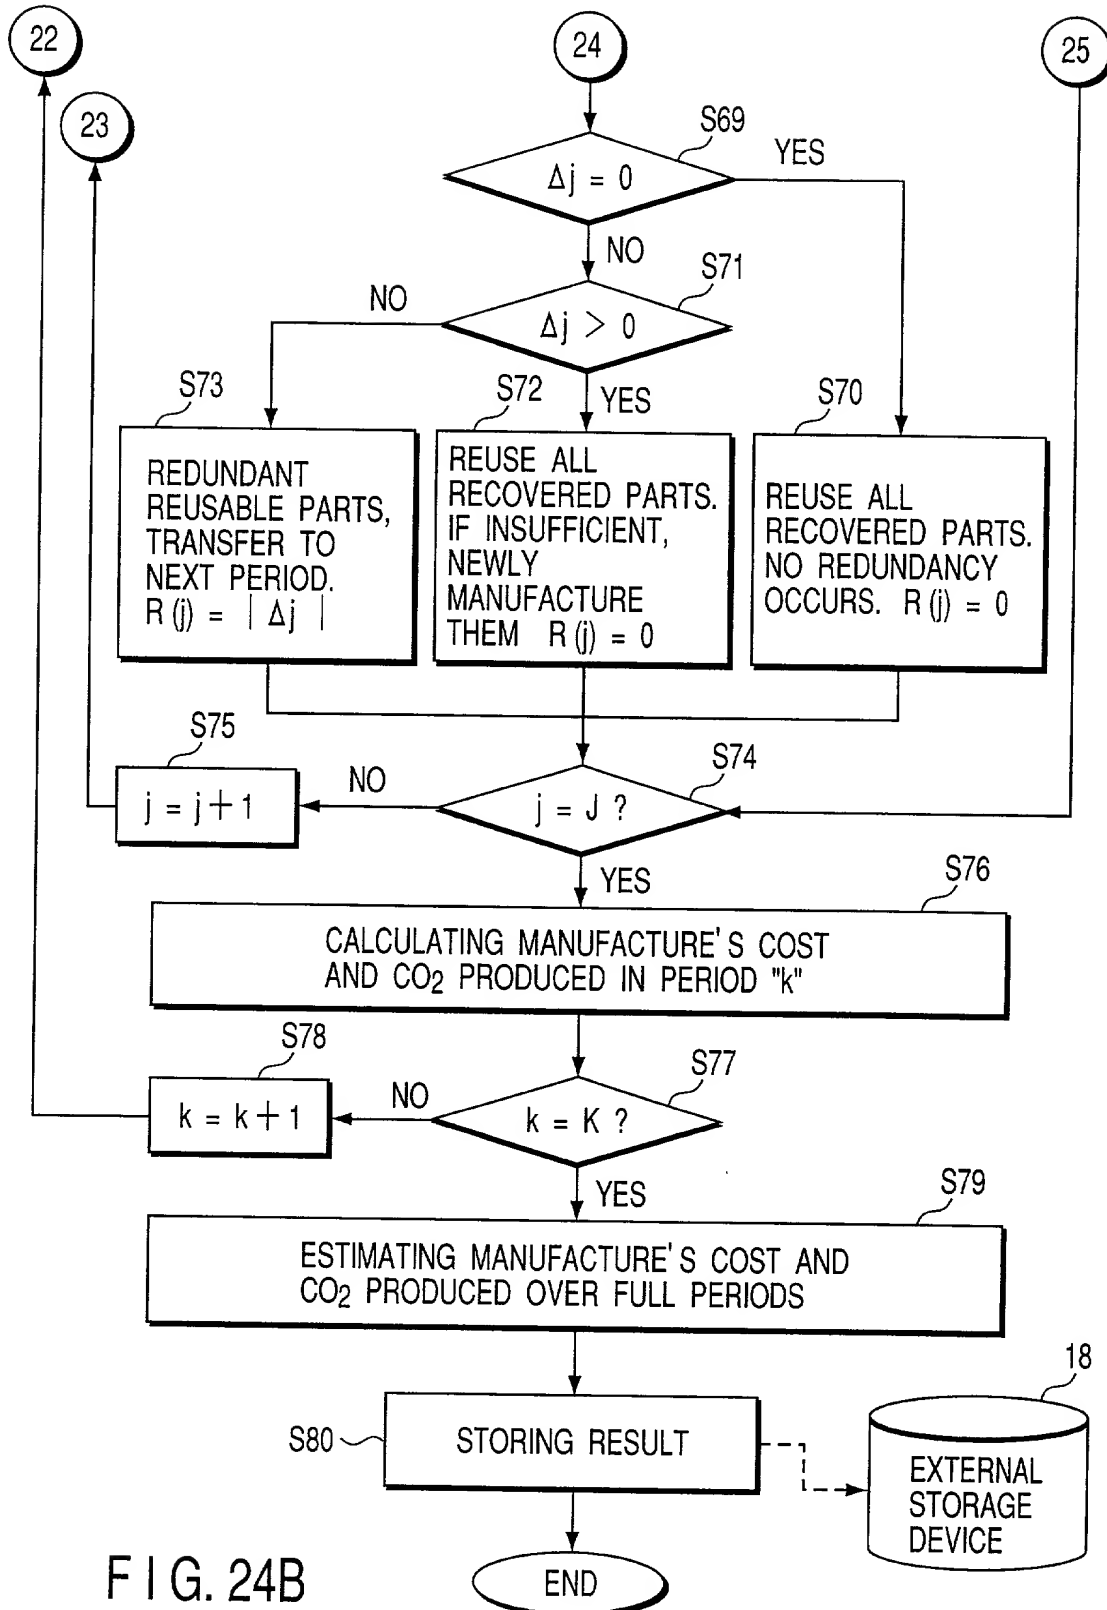 22
24
25
23
S69
YES
Δj = 0
NO
S71
NO
Δj > 0
S73
S72
YES
S70
REDUNDANT
REUSABLE PARTS,
TRANSFER TO
NEXT PERIOD.
R(j) = | Δj |
REUSE ALL
RECOVERED PARTS.
IF INSUFFICIENT,
NEWLY
MANUFACTURE
THEM R(j) = 0
REUSE ALL
RECOVERED PARTS.
NO REDUNDANCY
OCCURS. R(j) = 0
S75
S74
j = j + 1
NO
j = J ?
YES
S76
CALCULATING MANUFACTURE'S COST
AND CO2 PRODUCED IN PERIOD "k"
S78
S77
k = k + 1
NO
k = K ?
YES
S79
ESTIMATING MANUFACTURE'S COST AND
CO2 PRODUCED OVER FULL PERIODS
18
S80
STORING RESULT
EXTERNAL
STORAGE
DEVICE
END
FIG. 24B